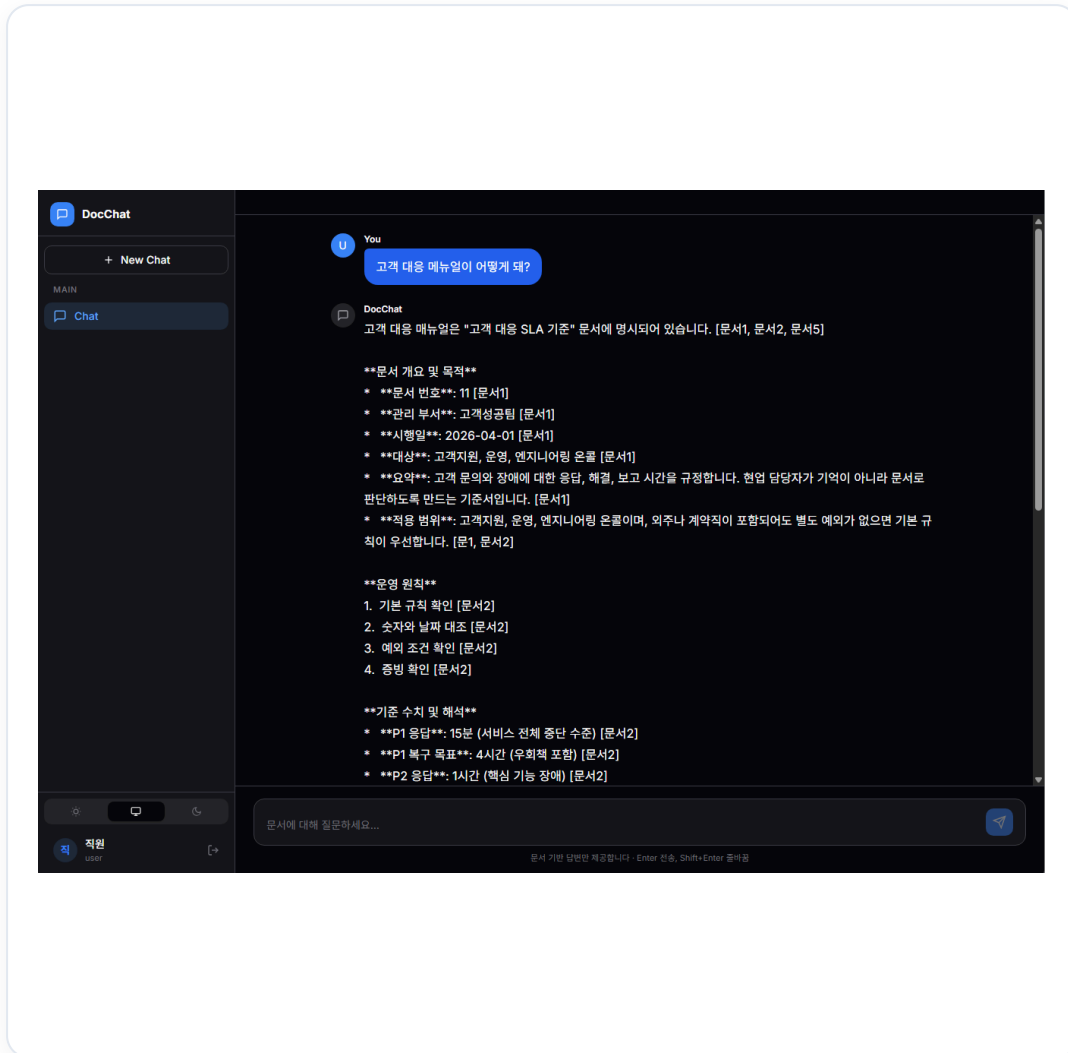 DocChat
+ New Chat
MAIN
Chat
U
You
고객 대응 메뉴얼이 어떻게 돼?
DocChat
고객 대응 매뉴얼은 "고객 대응 SLA 기준" 문서에 명시되어 있습니다. [문서1, 문서2, 문서5]
**문서 개요 및 목적**
* **문서 번호**: 11 [문서1]
* **관리 부서**: 고객성공팀 [문서1]
* **시행일**: 2026-04-01 [문서1]
* **대상**: 고객지원, 운영, 엔지니어링 온콜 [문서1]
* **요약**: 고객 문의와 장애에 대한 응답, 해결, 보고 시간을 규정합니다. 현업 담당자가 기억이 아니라 문서로
판단하도록 만드는 기준서입니다. [문서1]
* **적용 범위**: 고객지원, 운영, 엔지니어링 온콜이며, 외주나 계약직이 포함되어도 별도 예외가 없으면 기본 규
칙이 우선합니다. [문1, 문서2]
**운영 원칙**
1. 기본 규칙 확인 [문서2]
2. 숫자와 날짜 대조 [문서2]
3. 예외 조건 확인 [문서2]
4. 증빙 확인 [문서2]
**기준 수치 및 해석**
* **P1 응답**: 15분 (서비스 전체 중단 수준) [문서2]
* **P1 복구 목표**: 4시간 (우회책 포함) [문서2]
* **P2 응답**: 1시간 (핵심 기능 장애) [문서2]
문서에 대해 질문하세요...
문서 기반 답변만 제공합니다 · Enter 전송, Shift+Enter 줄바꿈
직
직원
user